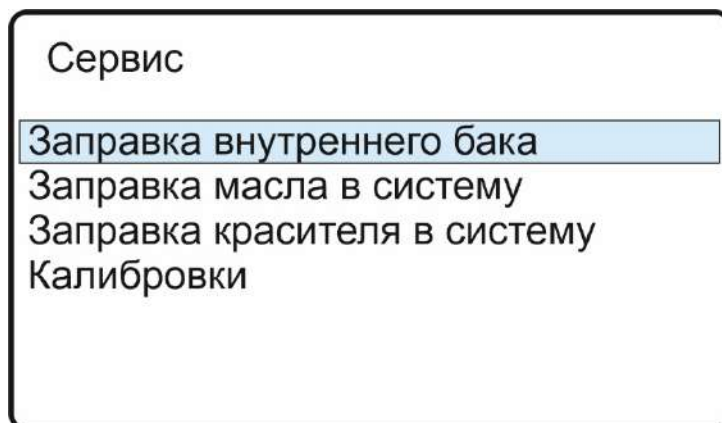 Сервис
Заправка внутреннего бака
Заправка масла в систему
Заправка красителя в систему
Калибровки